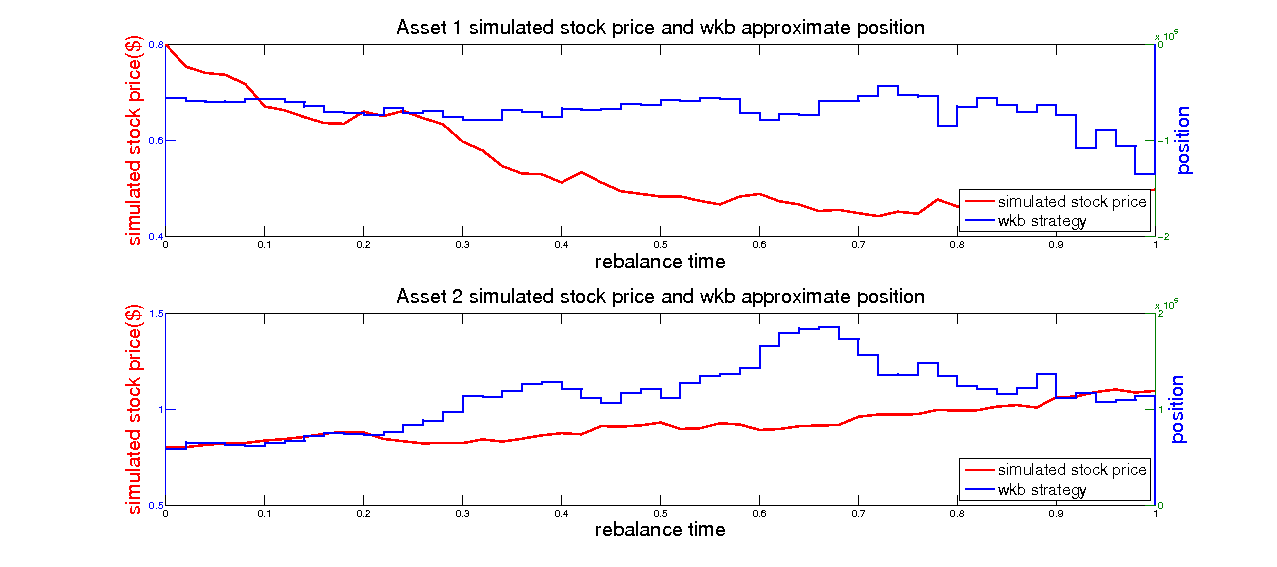 Asset 1 simulated stock price and wkb approximate position
x 10^5
simulated stock price($)
0.8
0.6
0.4
0
-1
-2
position
simulated stock price
wkb strategy
0 0.1 0.2 0.3 0.4 0.5 0.6 0.7 0.8 0.9 1
rebalance time
Asset 2 simulated stock price and wkb approximate position
x 10^5
simulated stock price($)
1.5
1
0.5
2
1
0
position
simulated stock price
wkb strategy
0 0.1 0.2 0.3 0.4 0.5 0.6 0.7 0.8 0.9 1
rebalance time